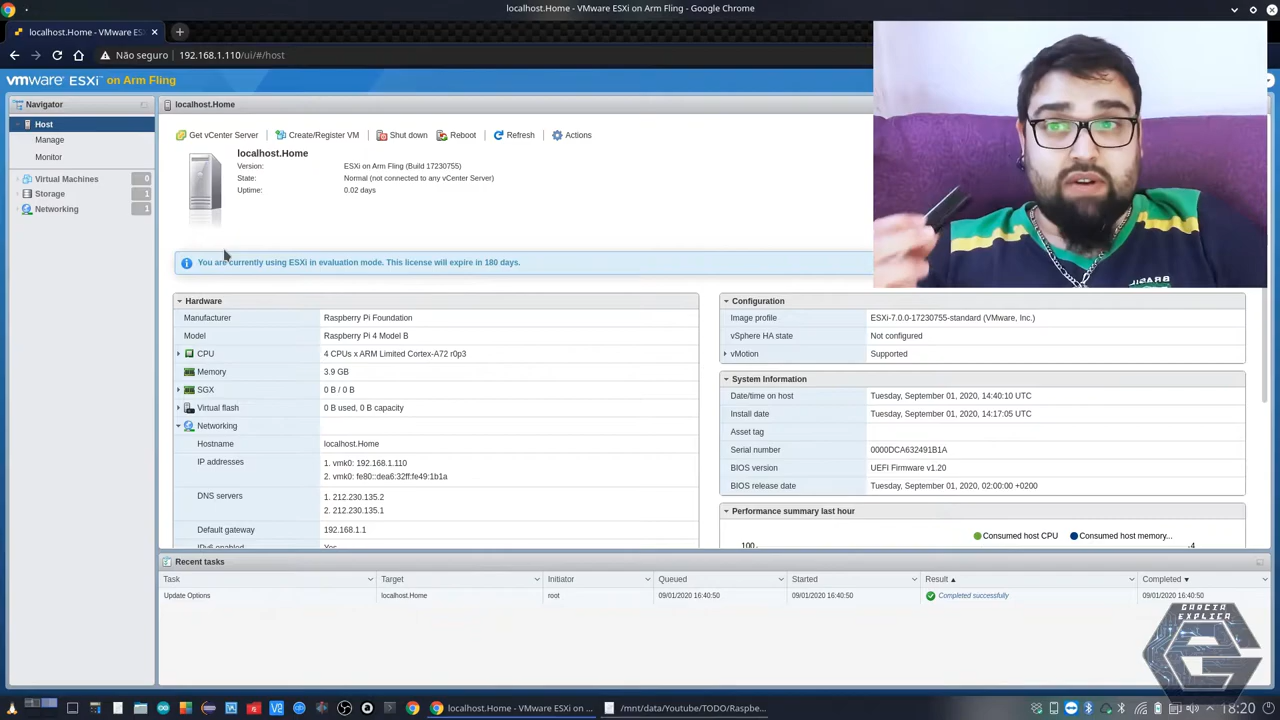 localhost.Home - VMware ESXi on Arm Fling - Google Chrome
localhost.Home - VMware ES
Não seguro 192.168.1.110/ui/#/host
vmware ESXi on Arm Fling
Navigator
Host
Manage
Monitor
Virtual Machines 0
Storage 1
Networking 1
localhost.Home
Get vCenter Server Create/Register VM Shut down Reboot Refresh Actions
localhost.Home
Version: ESXi on Arm Fling (Build 17230755)
State: Normal (not connected to any vCenter Server)
Uptime: 0.02 days
You are currently using ESXi in evaluation mode. This license will expire in 180 days.
Hardware
Manufacturer Raspberry Pi Foundation
Model Raspberry Pi 4 Model B
CPU 4 CPUs x ARM Limited Cortex-A72 r0p3
Memory 3.9 GB
SGX 0 B / 0 B
Virtual flash 0 B used, 0 B capacity
Networking
Hostname localhost.Home
IP addresses 1. vmk0: 192.168.1.110
2. vmk0: fe80::dea6:32ff:fe49:1b1a
DNS servers 1. 212.230.135.2
2. 212.230.135.1
Default gateway 192.168.1.1
IPv6 enabled Yes
Configuration
Image profile ESXi-7.0.0-17230755-standard (VMware, Inc.)
vSphere HA state Not configured
vMotion Supported
System Information
Date/time on host Tuesday, September 01, 2020, 14:40:10 UTC
Install date Tuesday, September 01, 2020, 14:17:05 UTC
Asset tag
Serial number 0000DCA632491B1A
BIOS version UEFI Firmware v1.20
BIOS release date Tuesday, September 01, 2020, 02:00:00 +0200
Performance summary last hour
Consumed host CPU Consumed host memory...
100 4
Recent tasks
Task Target Initiator Queued Started Result Completed
Update Options localhost.Home root 09/01/2020 16:40:50 09/01/2020 16:40:50 Completed successfully 09/01/2020 16:40:50
GARCIA
EXPLICA
localhost.Home - VMware ESXi on ... /mnt/data/Youtube/TODO/Raspbe... 18:20